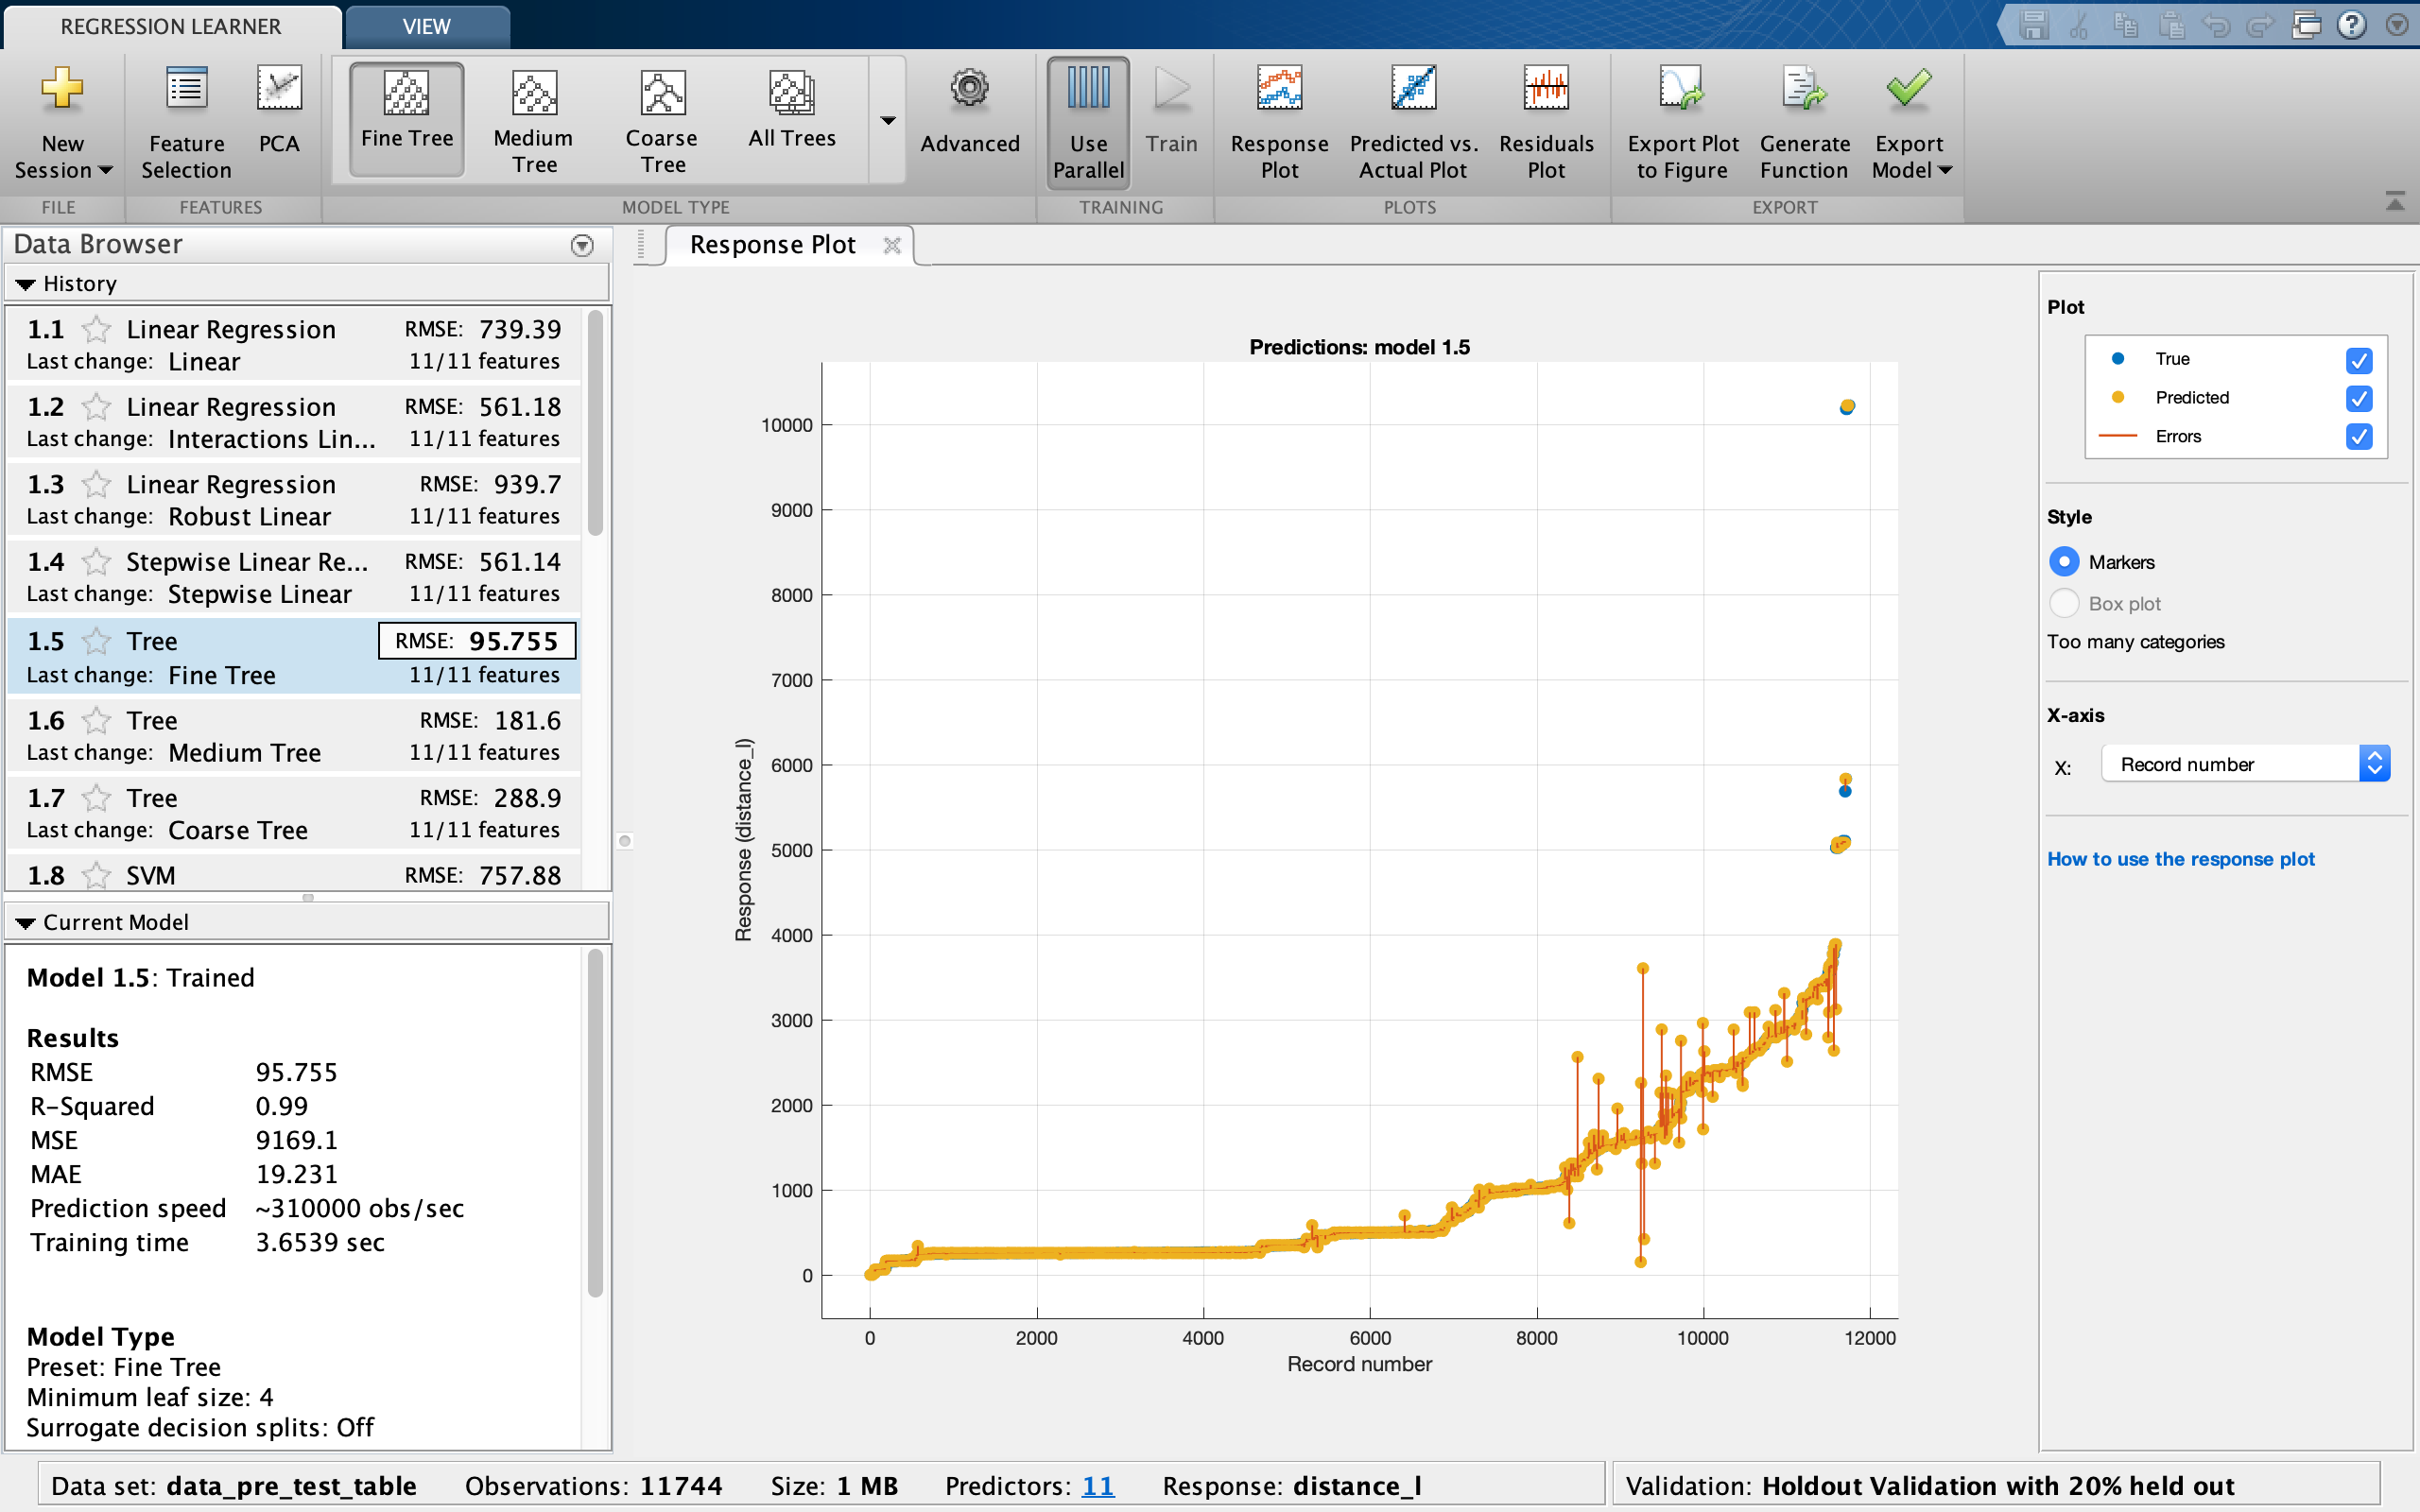 REGRESSION LEARNER
VIEW
New Session
Feature Selection
PCA
Fine Tree
Medium Tree
Coarse Tree
All Trees
Advanced
Use Parallel
Train
Response Plot
Predicted vs. Actual Plot
Residuals Plot
Export Plot to Figure
Generate Function
Export Model
FILE
FEATURES
MODEL TYPE
TRAINING
PLOTS
EXPORT
Data Browser
History
1.1 Linear Regression RMSE: 739.39
Last change: Linear 11/11 features
1.2 Linear Regression RMSE: 561.18
Last change: Interactions Lin... 11/11 features
1.3 Linear Regression RMSE: 939.7
Last change: Robust Linear 11/11 features
1.4 Stepwise Linear Re... RMSE: 561.14
Last change: Stepwise Linear 11/11 features
1.5 Tree RMSE: 95.755
Last change: Fine Tree 11/11 features
1.6 Tree RMSE: 181.6
Last change: Medium Tree 11/11 features
1.7 Tree RMSE: 288.9
Last change: Coarse Tree 11/11 features
1.8 SVM RMSE: 757.88
Current Model
Model 1.5: Trained
Results
RMSE 95.755
R-Squared 0.99
MSE 9169.1
MAE 19.231
Prediction speed ~310000 obs/sec
Training time 3.6539 sec
Model Type
Preset: Fine Tree
Minimum leaf size: 4
Surrogate decision splits: Off
Response Plot
Predictions: model 1.5
Response (distance_l)
10000
9000
8000
7000
6000
5000
4000
3000
2000
1000
0
0 2000 4000 6000 8000 10000 12000
Record number
Plot
True
Predicted
Errors
Style
Markers
Box plot
Too many categories
X-axis
X: Record number
How to use the response plot
Data set: data_pre_test_table Observations: 11744 Size: 1 MB Predictors: 11 Response: distance_l
Validation: Holdout Validation with 20% held out